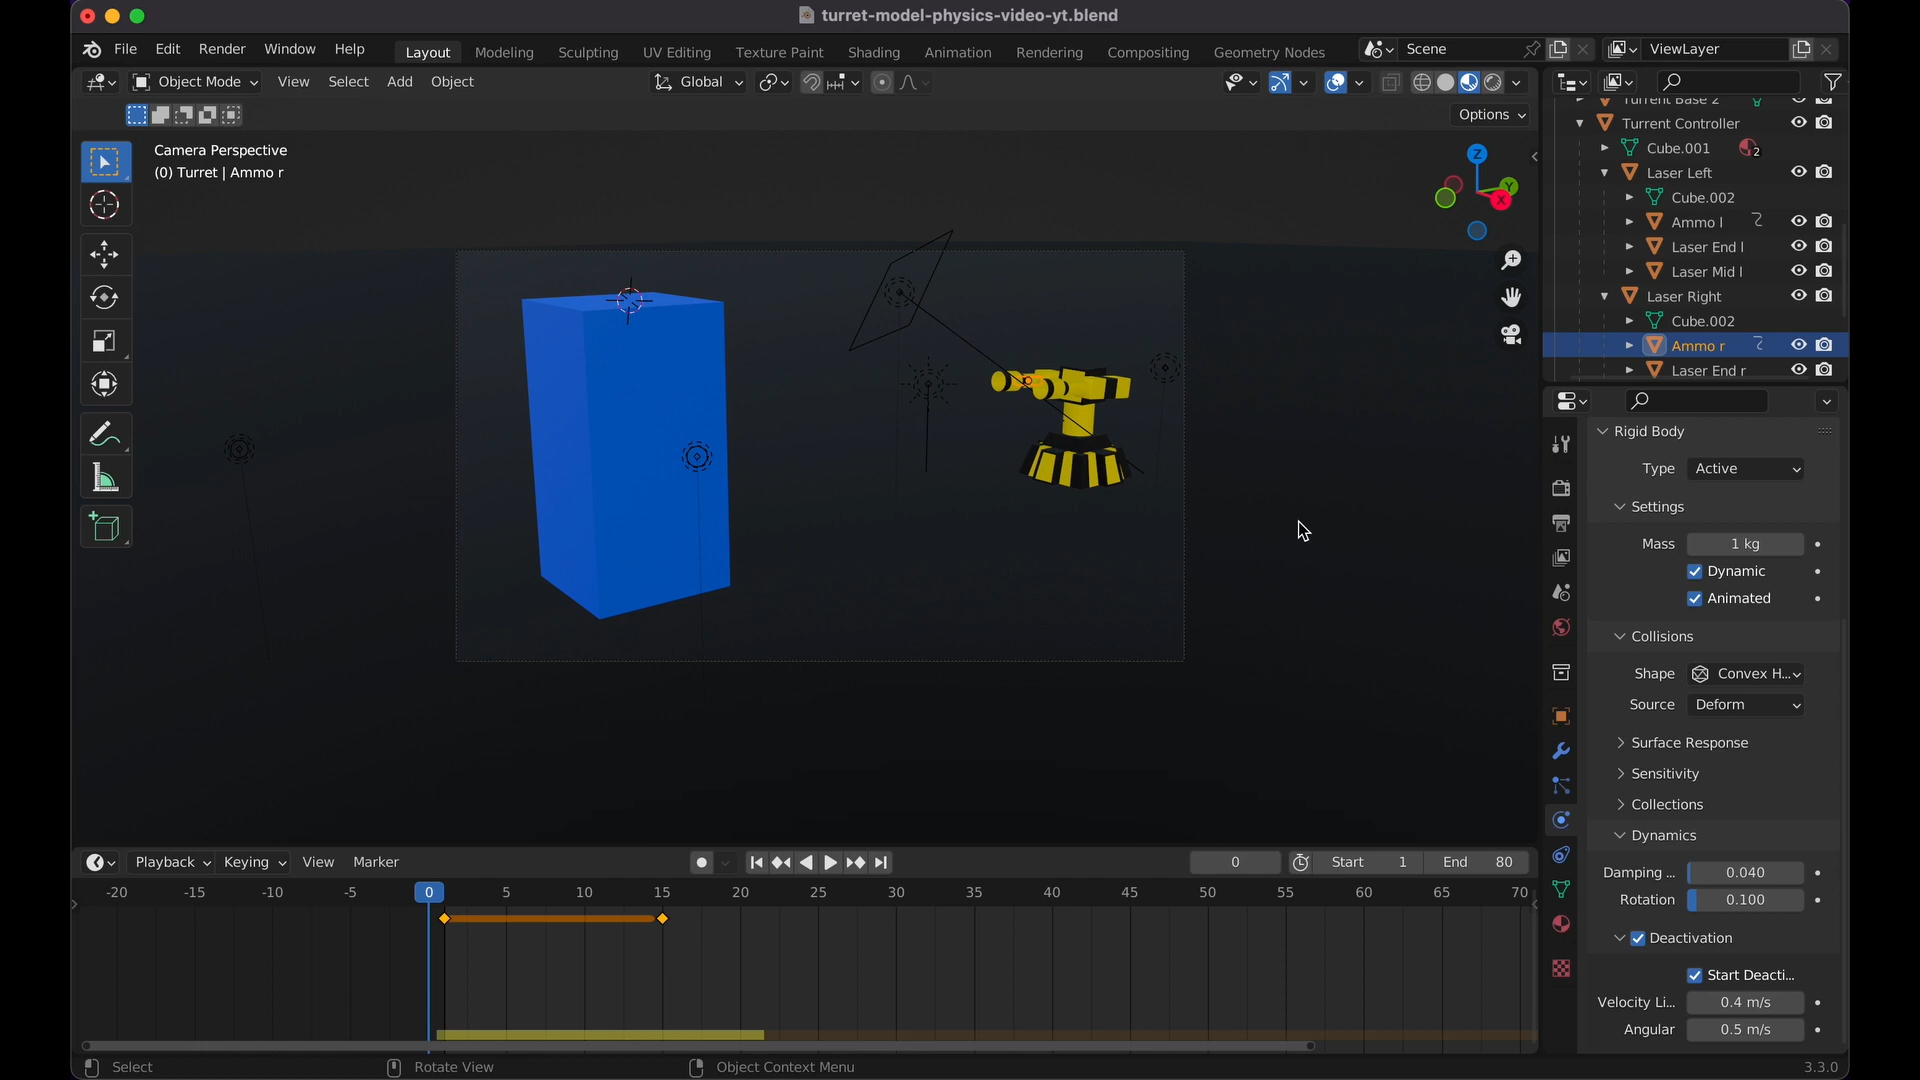 turret-model-physics-video-yt.blend
File Edit Render Window Help Layout Modeling Sculpting UV Editing Texture Paint Shading Animation Rendering Compositing Geometry Nodes Scene ViewLayer
Object Mode View Select Add Object Global
Options
Camera Perspective
(0) Turret | Ammo r
Z
Y
X
Turrent Base 2
Turrent Controller
Cube.001 2
Laser Left
Cube.002
Ammo l
Laser End l
Laser Mid l
Laser Right
Cube.002
Ammo r
Laser End r
Rigid Body
Type Active
Settings
Mass 1 kg
Dynamic
Animated
Collisions
Shape Convex H...
Source Deform
Surface Response
Sensitivity
Collections
Dynamics
Damping ... 0.040
Rotation 0.100
Deactivation
Start Deacti...
Velocity Li... 0.4 m/s
Angular 0.5 m/s
Playback Keying View Marker 0 Start 1 End 80
-20 -15 -10 -5 0 5 10 15 20 25 30 35 40 45 50 55 60 65 70
Select Rotate View Object Context Menu 3.3.0